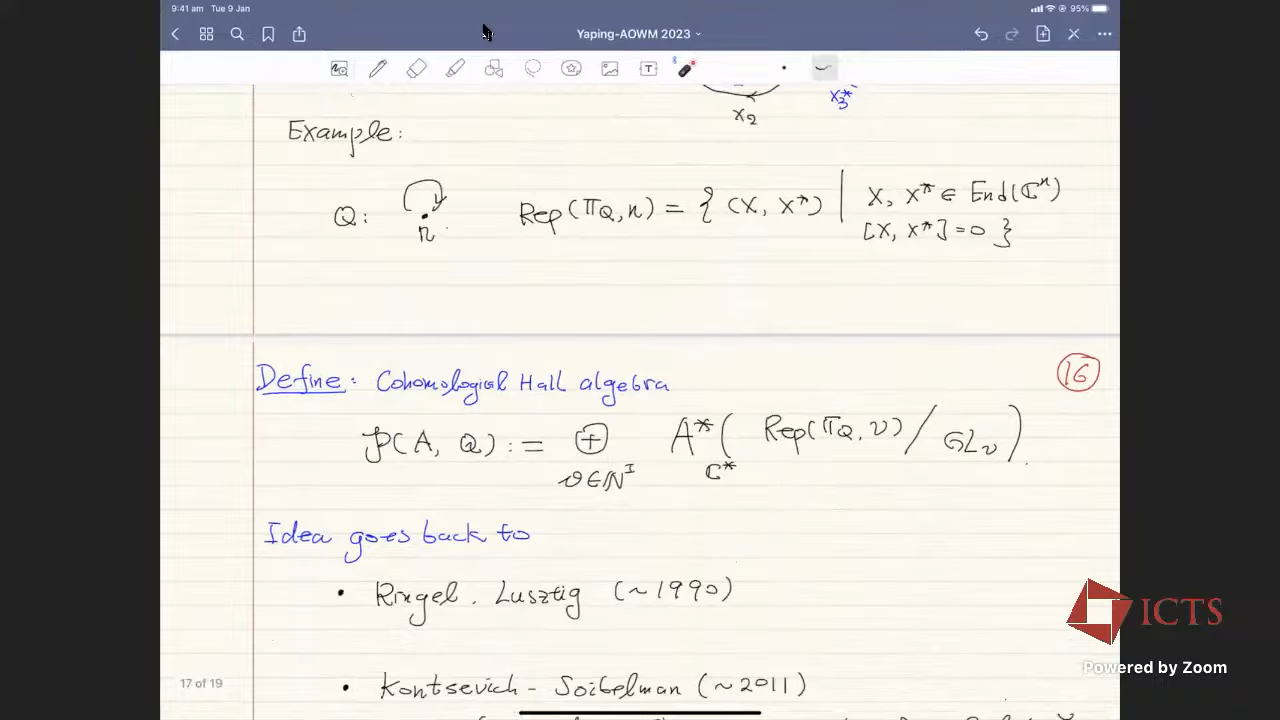 9:41 am Tue 9 Jan
95%
Yaping-AOWM 2023
x2
x3*
Example:
Q: n
Rep(ΠQ, n) = { (X, X*) | X, X* ∈ End(ℂⁿ)
[X, X*] = 0 }
Define: Cohomological Hall algebra
16
P(A, Q) := ⊕ A*( Rep(ΠQ, v) / GLv ).
v∈ℕ^I ℂ*
Idea goes back to
• Ringel. Lusztig (~1990)
ICTS
Powered by Zoom
17 of 19
• Kontsevich - Soibelman (~2011)